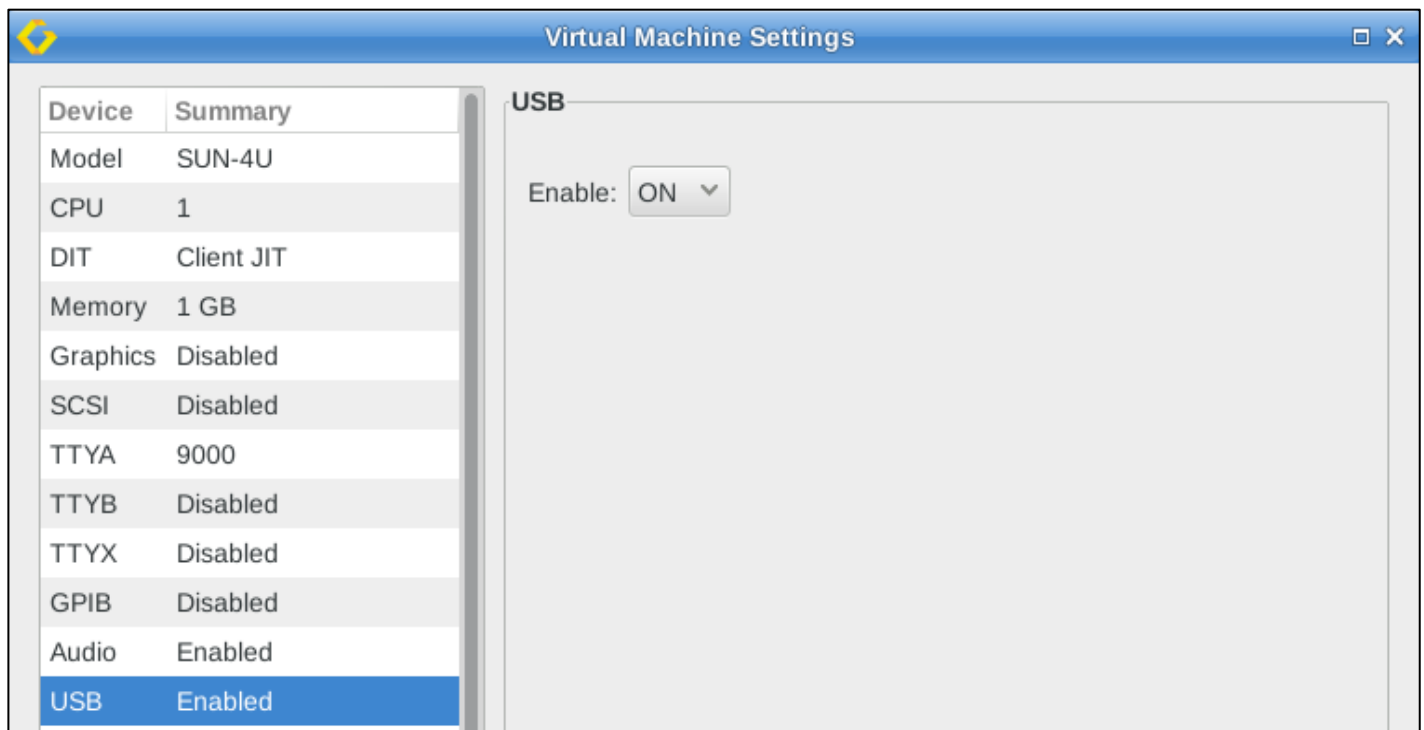 Virtual Machine Settings
Device Summary
Model SUN-4U
CPU 1
DIT Client JIT
Memory 1 GB
Graphics Disabled
SCSI Disabled
TTYA 9000
TTYB Disabled
TTYX Disabled
GPIB Disabled
Audio Enabled
USB Enabled
USB
Enable: ON